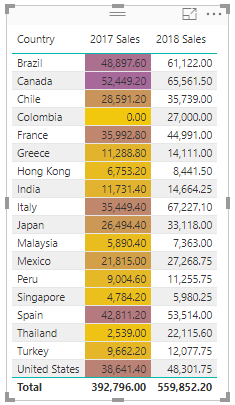 Country 2017 Sales 2018 Sales
Brazil 48,897.60 61,122.00
Canada 52,449.20 65,561.50
Chile 28,591.20 35,739.00
Colombia 0.00 27,000.00
France 35,992.80 44,991.00
Greece 11,288.80 14,111.00
Hong Kong 6,753.20 8,441.50
India 11,731.40 14,664.25
Italy 35,449.40 67,227.10
Japan 26,494.40 33,118.00
Malaysia 5,890.40 7,363.00
Mexico 21,815.00 27,268.75
Peru 9,004.60 11,255.75
Singapore 4,784.20 5,980.25
Spain 42,811.20 53,514.00
Thailand 2,539.00 22,115.60
Turkey 9,662.20 12,077.75
United States 38,641.40 48,301.75
Total 392,796.00 559,852.20